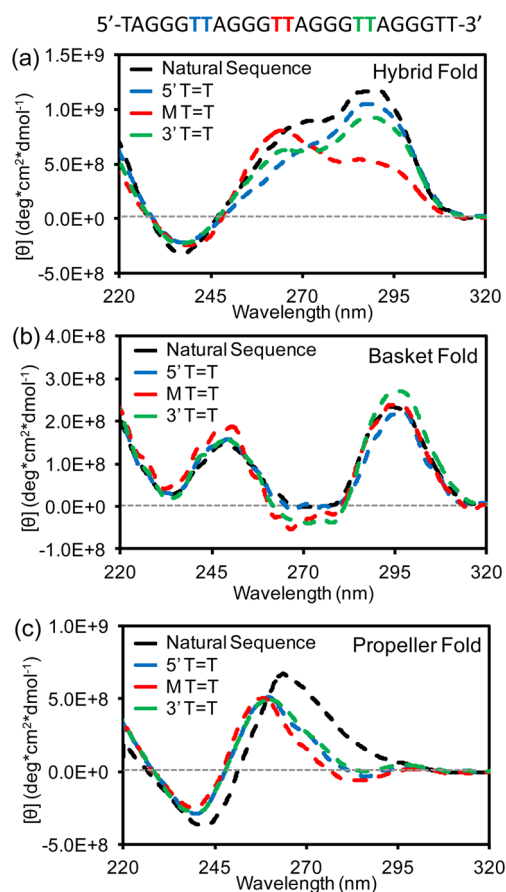 5'-TAGGGTTAGGGTTAGGGTTAGGGTT-3'
(a)
1.5E+9
1.0E+9
5.0E+8
0.0E+0
-5.0E+8
[θ] (deg*cm²*dmol⁻¹)
Natural Sequence
5' T=T
M T=T
3' T=T
Hybrid Fold
220 245 270 295 320
Wavelength (nm)
(b)
4.0E+8
3.0E+8
2.0E+8
1.0E+8
0.0E+0
-1.0E+8
[θ] (deg*cm²*dmol⁻¹)
Natural Sequence
5' T=T
M T=T
3' T=T
Basket Fold
220 245 270 295 320
Wavelength (nm)
(c)
1.0E+9
5.0E+8
0.0E+0
-5.0E+8
[θ] (deg*cm²*dmol⁻¹)
Natural Sequence
5' T=T
M T=T
3' T=T
Propeller Fold
220 245 270 295 320
Wavelength (nm)